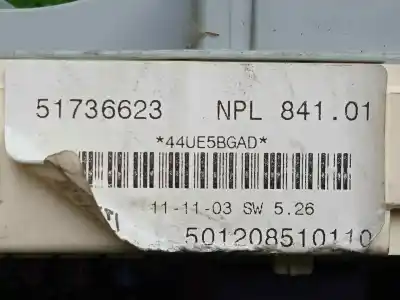 51736623 NPL 841.01
*44UE5BGAD*
11-11-03 SW 5.26
501208510110